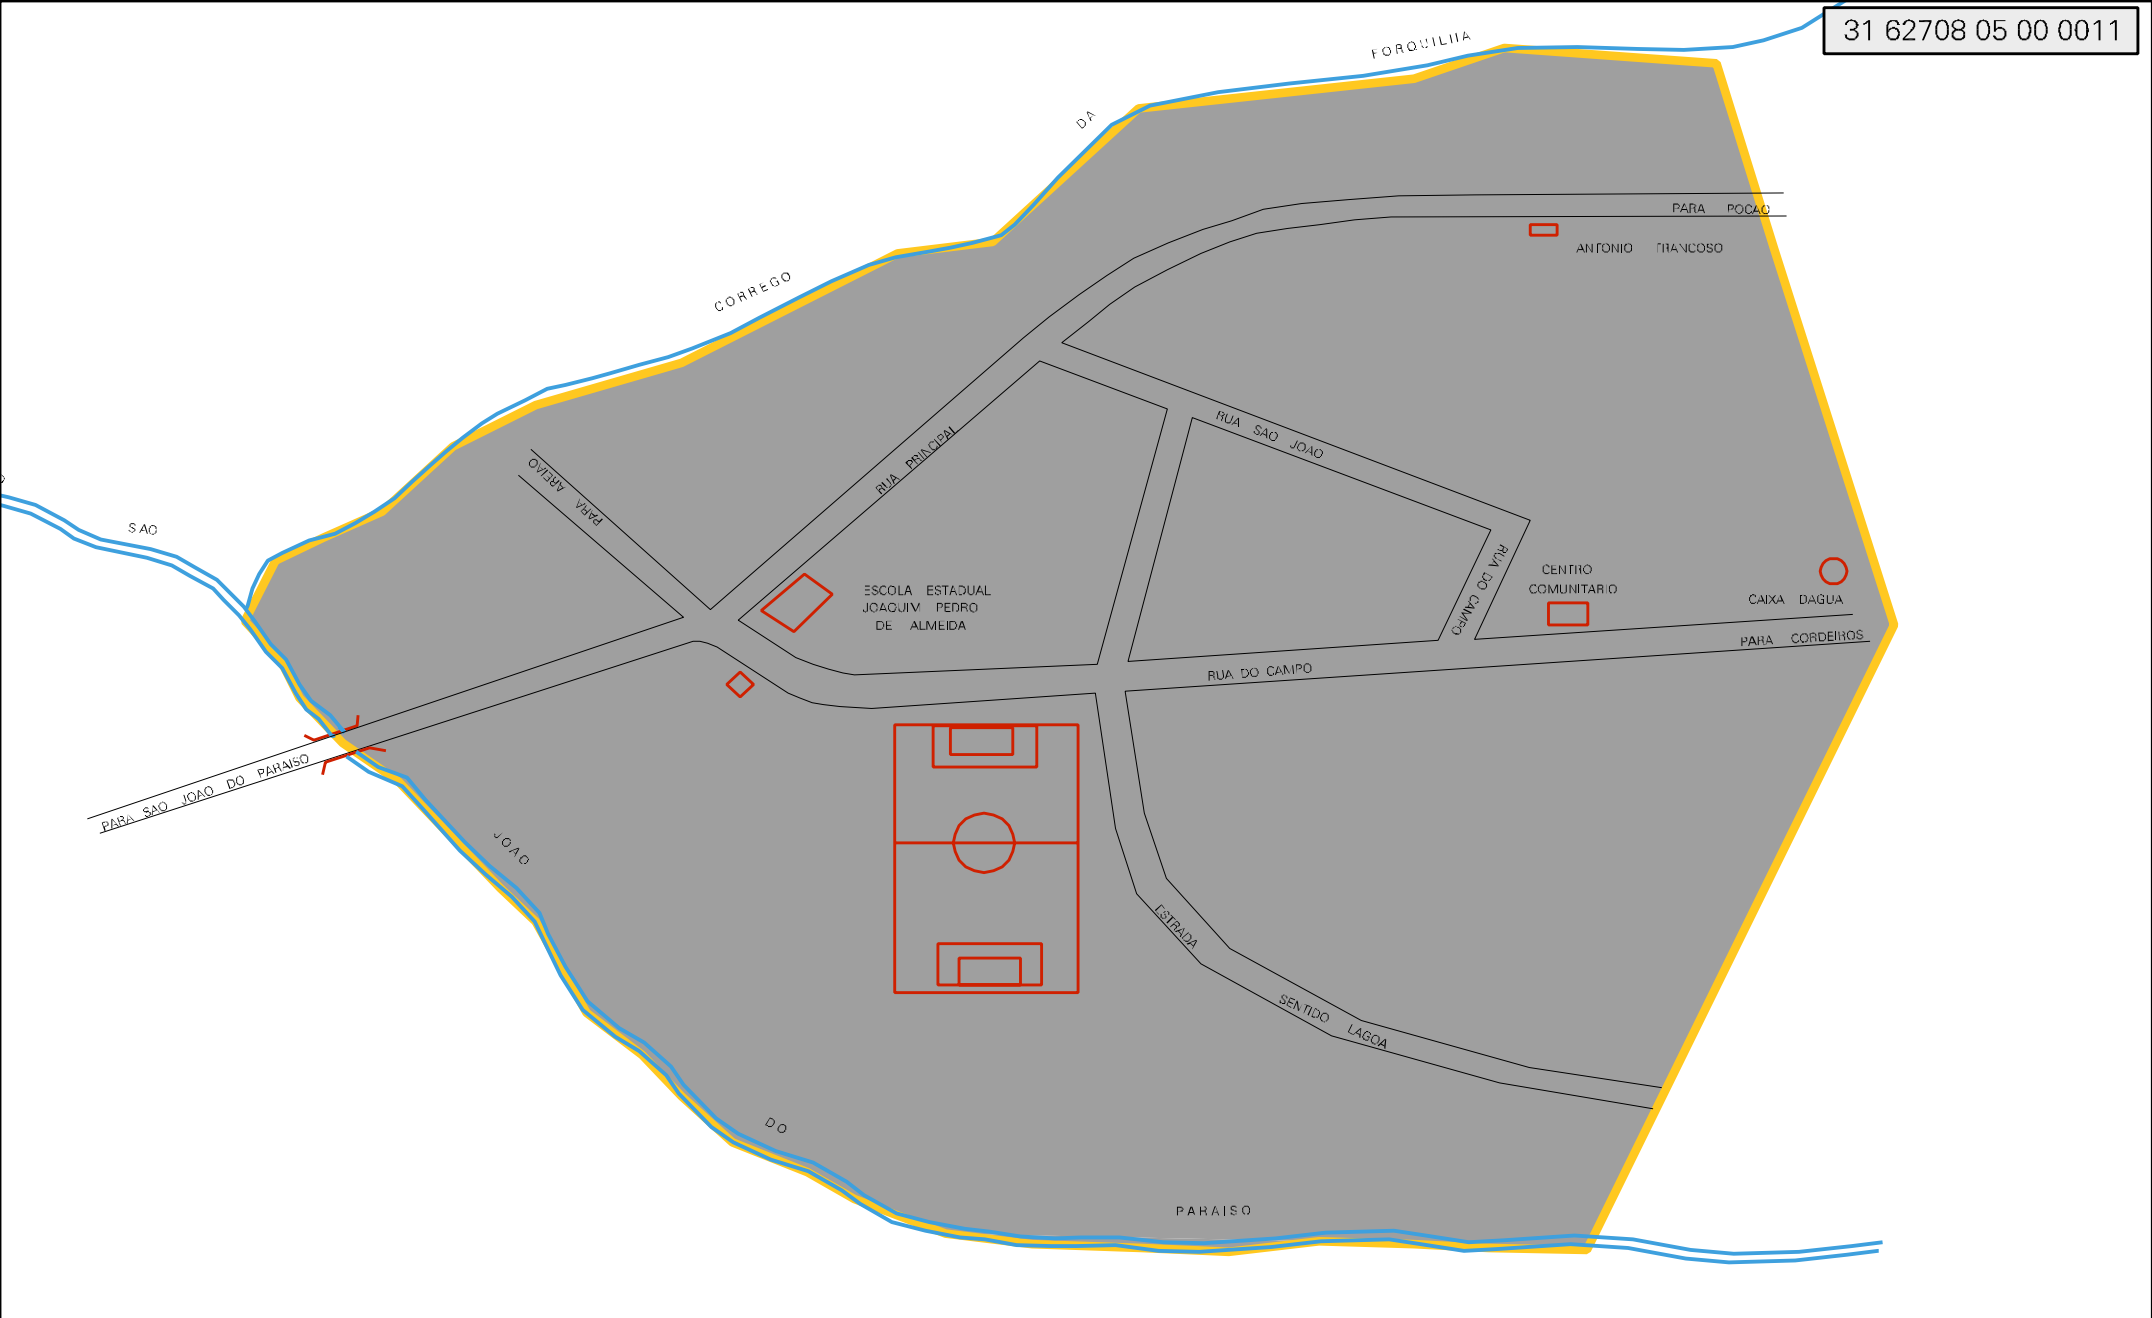 31 62708 05 00 0011
FORQUILHA
DA
CORREGO
PARA POCAO
ANTONIO TRANCOSO
RUA SAO JOAO
RUA PRINCIPAL
PARA AREIAO
SAO
RUA DO CAMPO
CENTRO
COMUNITARIO
ESCOLA ESTADUAL
JOAQUIM PEDRO
DE ALMEIDA
CAIXA DAGUA
PARA CORDEIROS
RUA DO CAMPO
PARA SAO JOAO DO PARAISO
JOAO
ESTRADA
SENTIDO LAGOA
DO
PARAISO